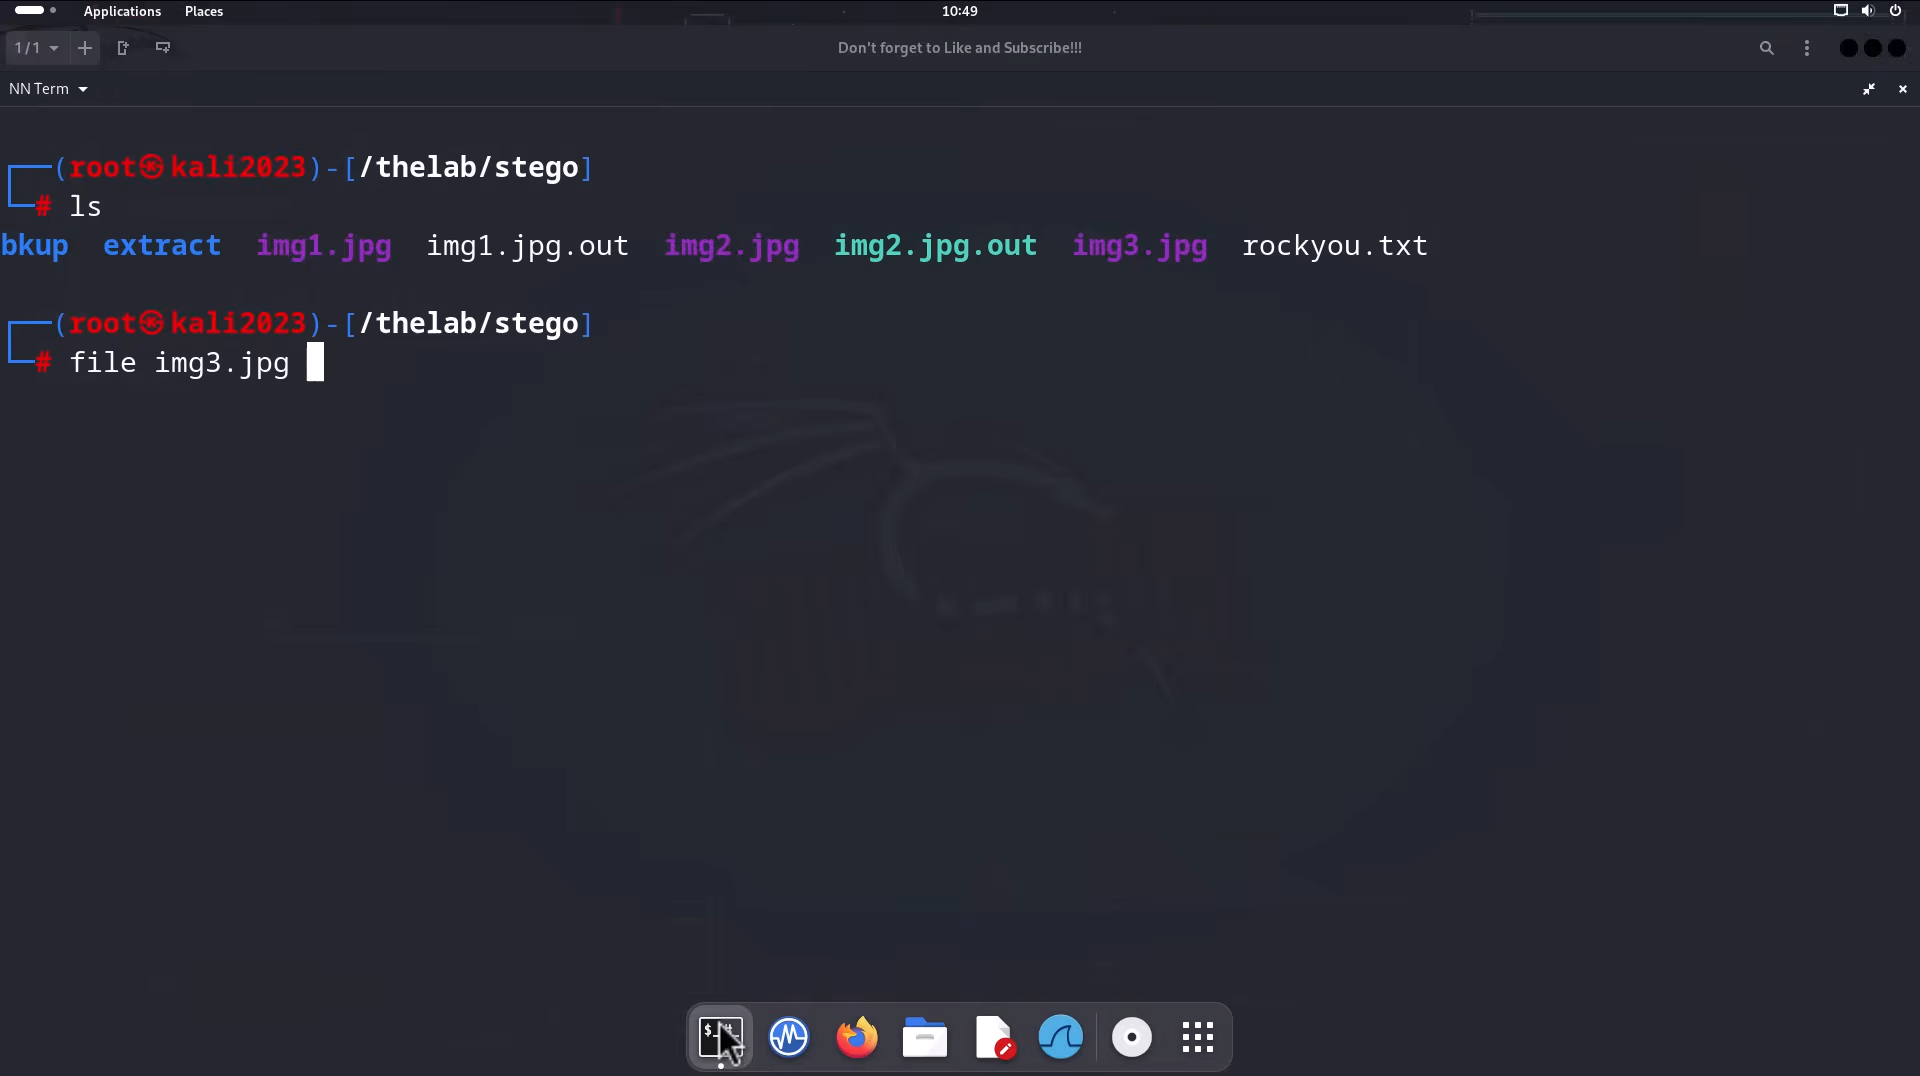 Applications Places 10:49
1/1 Don't forget to Like and Subscribe!!!
NN Term
(root㉿kali2023)-[/thelab/stego]
# ls
bkup extract img1.jpg img1.jpg.out img2.jpg img2.jpg.out img3.jpg rockyou.txt
(root㉿kali2023)-[/thelab/stego]
# file img3.jpg